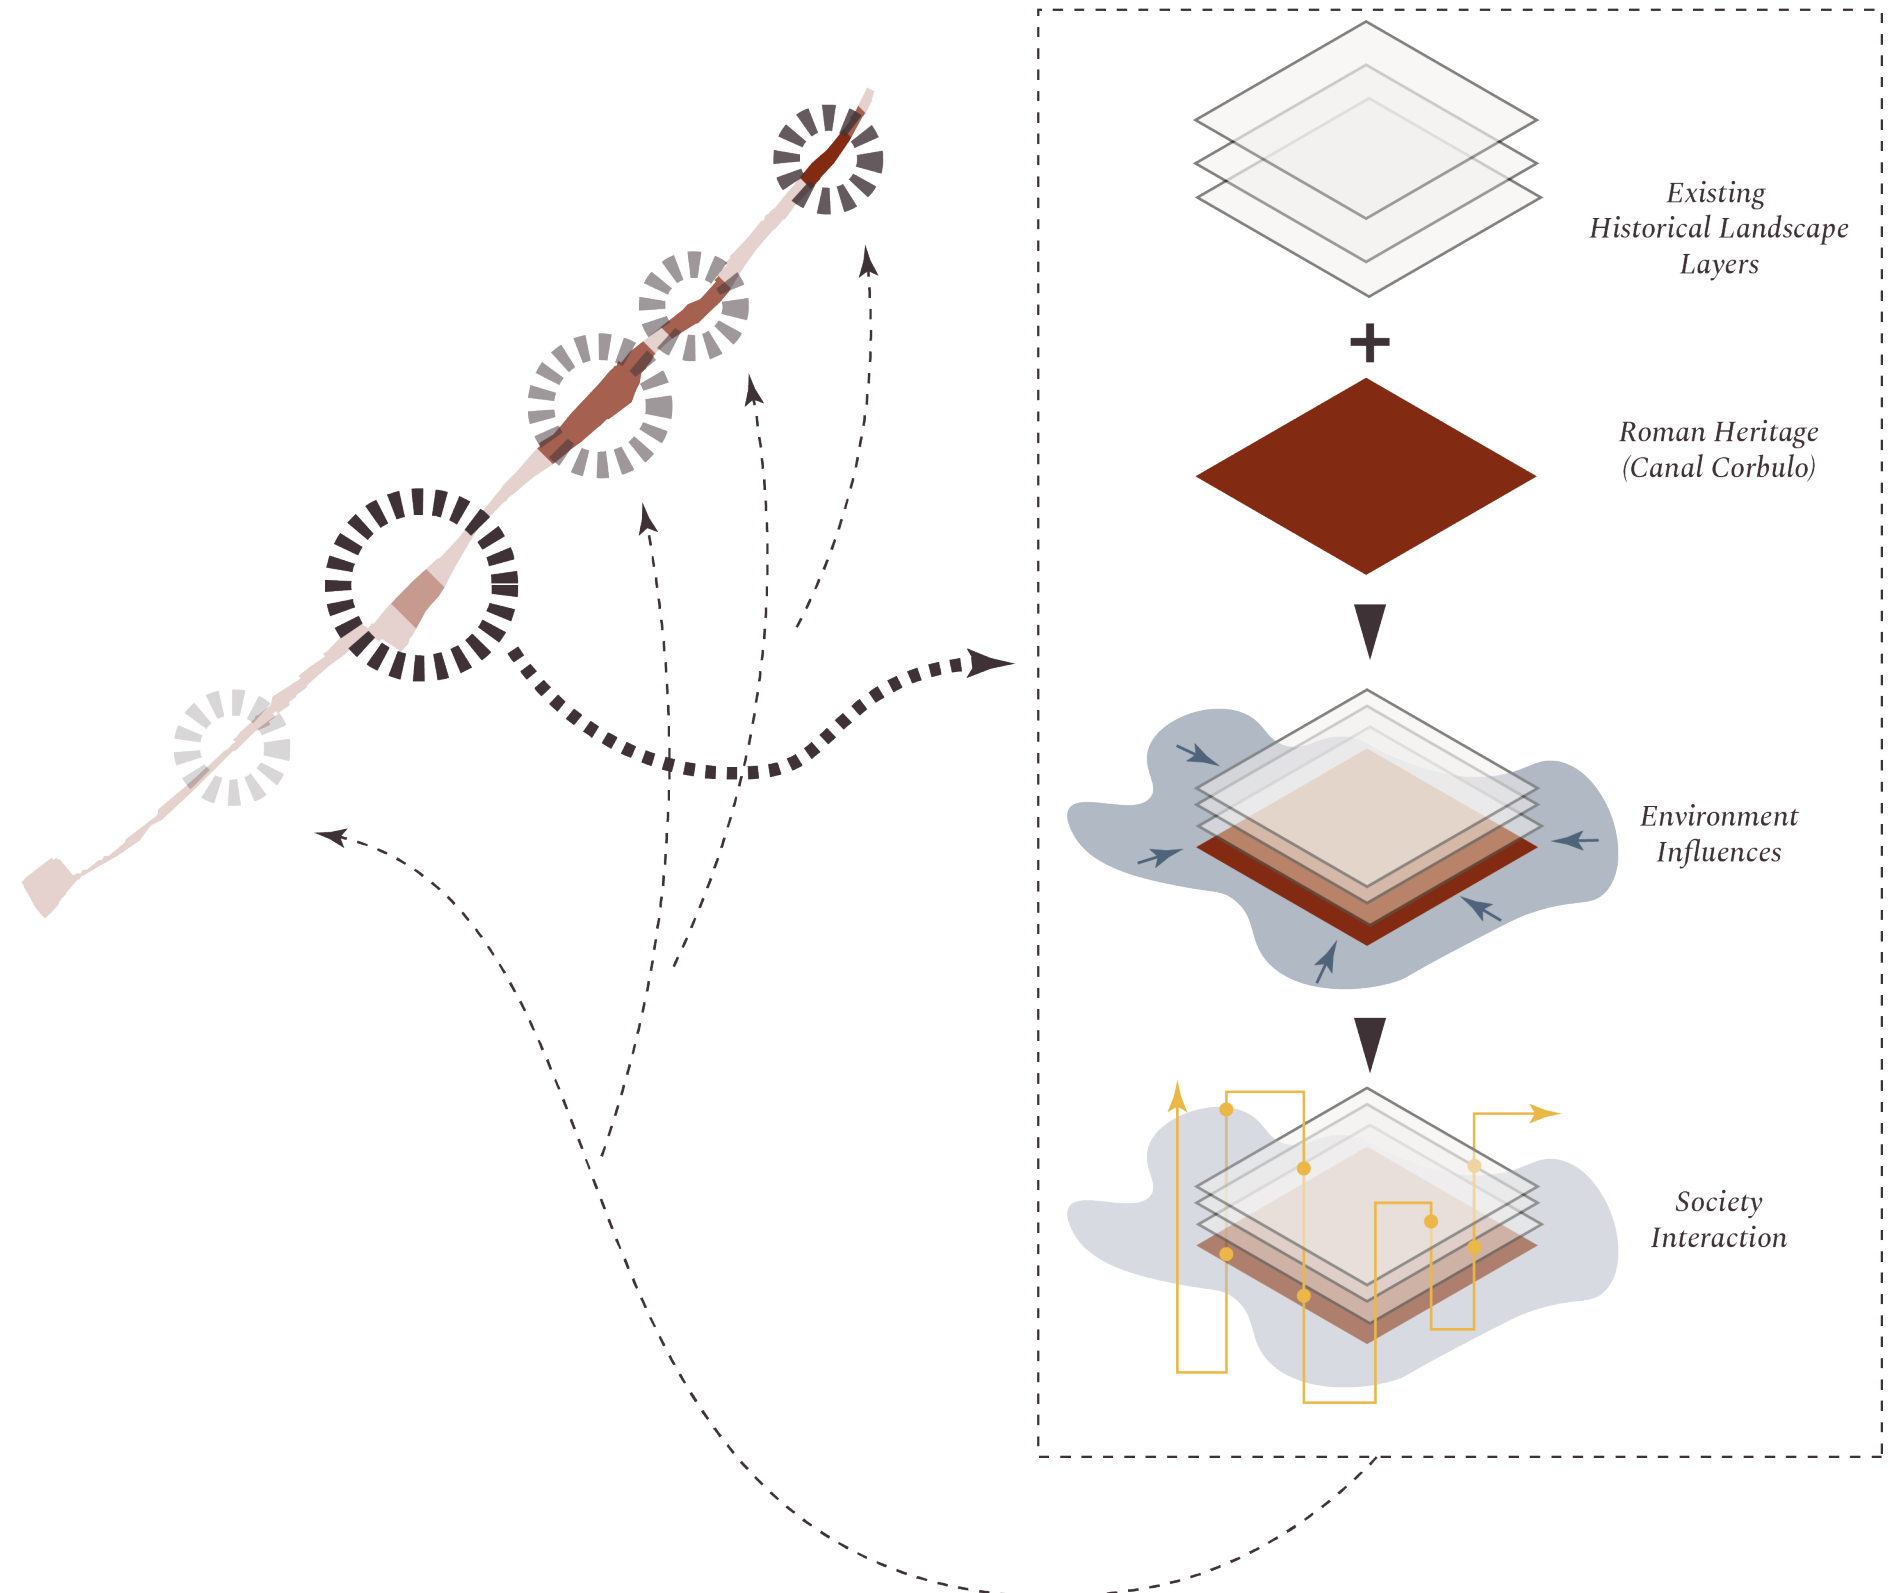 Existing
Historical Landscape
Layers
Roman Heritage
(Canal Corbulo)
Environment
Influences
Society
Interaction